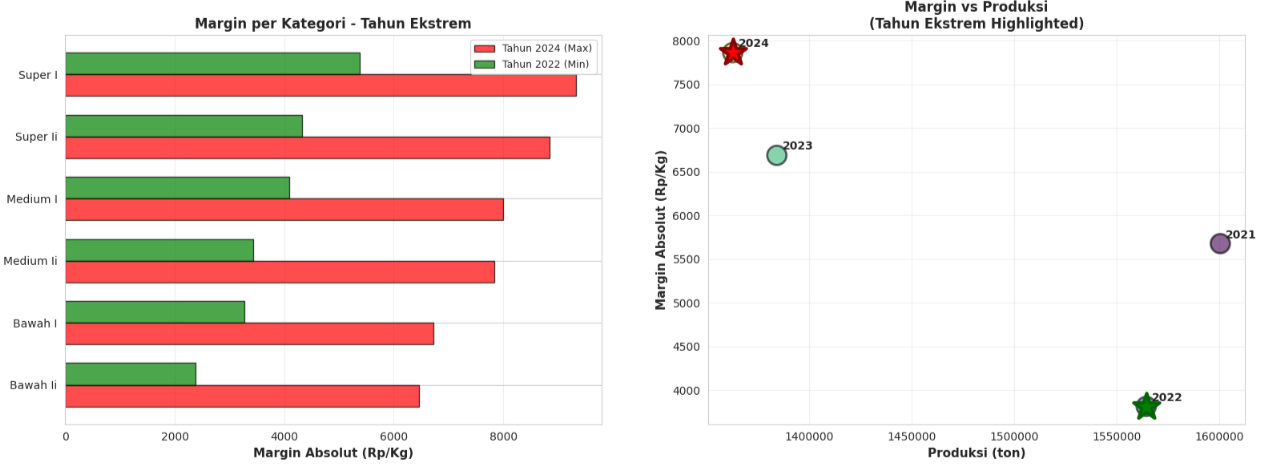 Margin per Kategori - Tahun Ekstrem
Tahun 2024 (Max)
Tahun 2022 (Min)
Super I
Super Ii
Medium I
Medium Ii
Bawah I
Bawah Ii
0 2000 4000 6000 8000
Margin Absolut (Rp/Kg)
Margin vs Produksi
(Tahun Ekstrem Highlighted)
Margin Absolut (Rp/Kg)
8000
7500
7000
6500
6000
5500
5000
4500
4000
2024
2023
2021
2022
1400000 1450000 1500000 1550000 1600000
Produksi (ton)